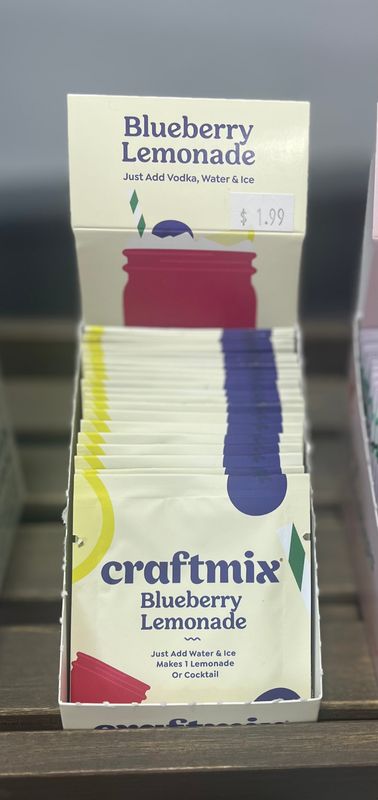 Blueberry
Lemonade
Just Add Vodka, Water & Ice
$ 1.99
craftmix
Blueberry
Lemonade
Just Add Water & Ice
Makes 1 Lemonade
Or Cocktail
craftmix